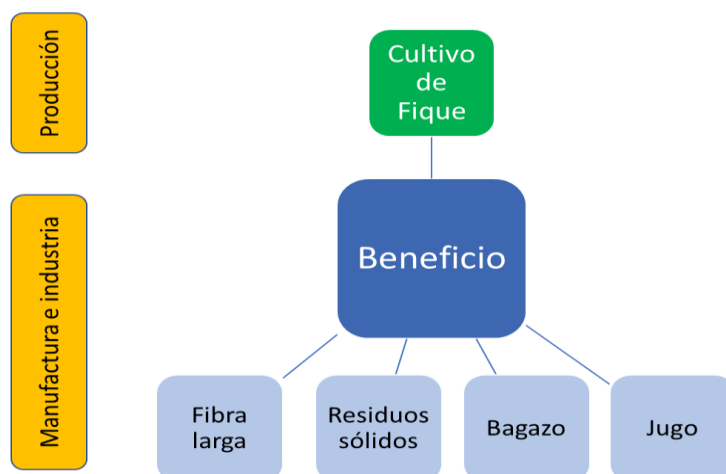 Producción
Cultivo
de
Fique
Manufactura e industria
Beneficio
Fibra
larga
Residuos
sólidos
Bagazo
Jugo